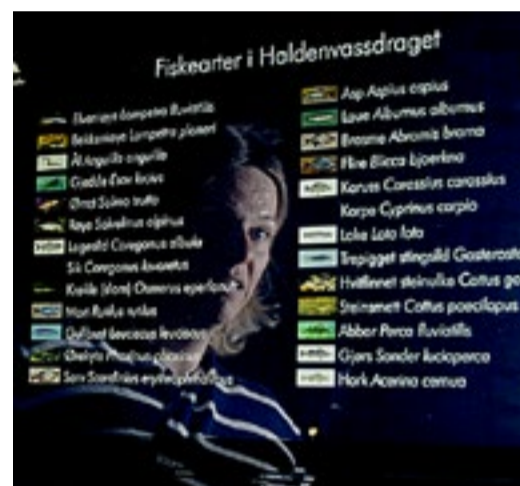 Fiskearter i Haldenvassdraget
Elveniøye Lampetra fluviatilis
Bekkeniøye Lampetra planeri
Ål Anguilla anguilla
Gjedde Esox lucius
Ørret Salmo trutta
Røye Salvelinus alpinus
Lagesild Coregonus albula
Sik Coregonus lavaretus
Krøkle (slom) Osmerus eperlanus
Mort Rutilus rutilus
Gullbust Leuciscus leuciscus
Ørekyte Phoxinus phoxinus
Sørv Scardinius erythrophthalmus
Asp Aspius aspius
Laue Alburnus alburnus
Brasme Abramis brama
Flire Blicca bjoerkna
Karuss Carassius carassius
Karpe Cyprinus carpio
Lake Lota lota
Trepigget stingsild Gasteroste
Hvitfinnet steinulke Cottus go
Steinsmett Cottus poecilopus
Abbor Perca fluviatilis
Gjørs Sander lucioperca
Hork Acerina cernua